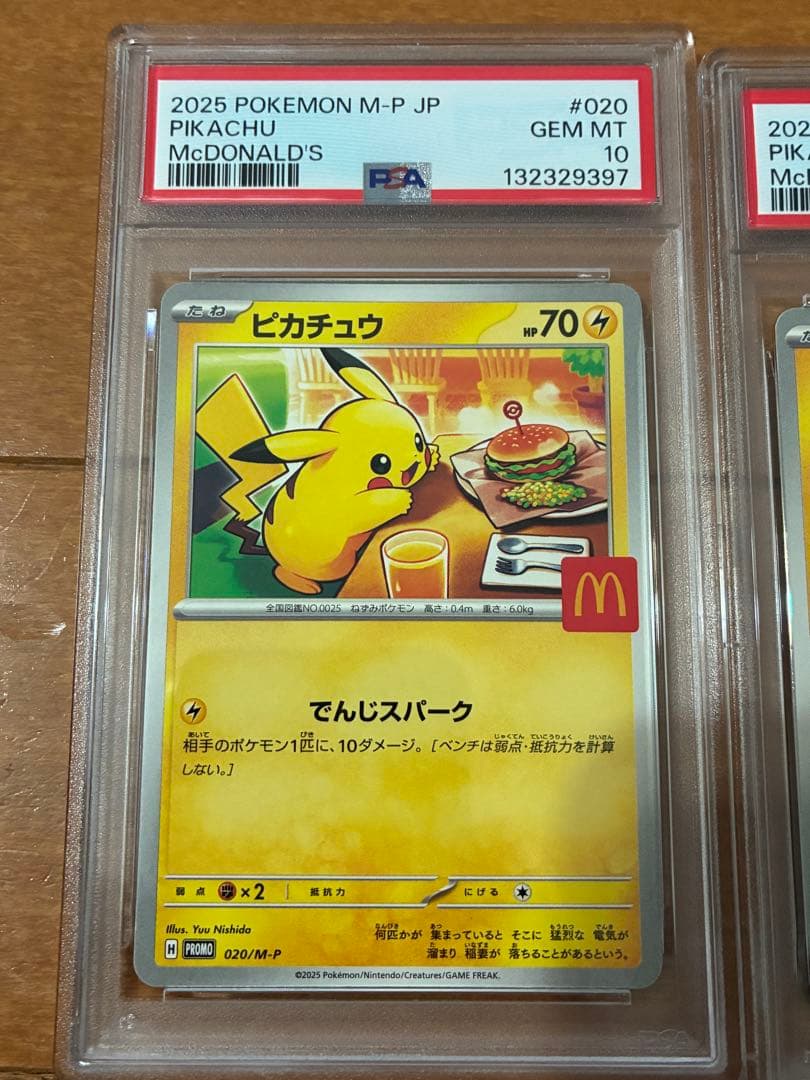 2025 POKEMON M-P JP #020
PIKACHU GEM MT
McDONALD'S 10
PSA 132329397
202
PIK
McD
たね ピカチュウ HP70
M
全国図鑑NO.0025 ねずみポケモン 高さ:0.4m 重さ:6.0kg
でんじスパーク
相手のポケモン1匹に、10ダメージ。[ベンチは弱点・抵抗力を計算
しない。]
弱点 ×2 抵抗力 にげる
Illus. Yuu Nishida
何匹かが 集まっていると そこに 猛烈な 電気が
溜まり 稲妻が 落ちることがあるという。
H PROMO 020/M-P
©2025 Pokémon/Nintendo/Creatures/GAME FREAK.